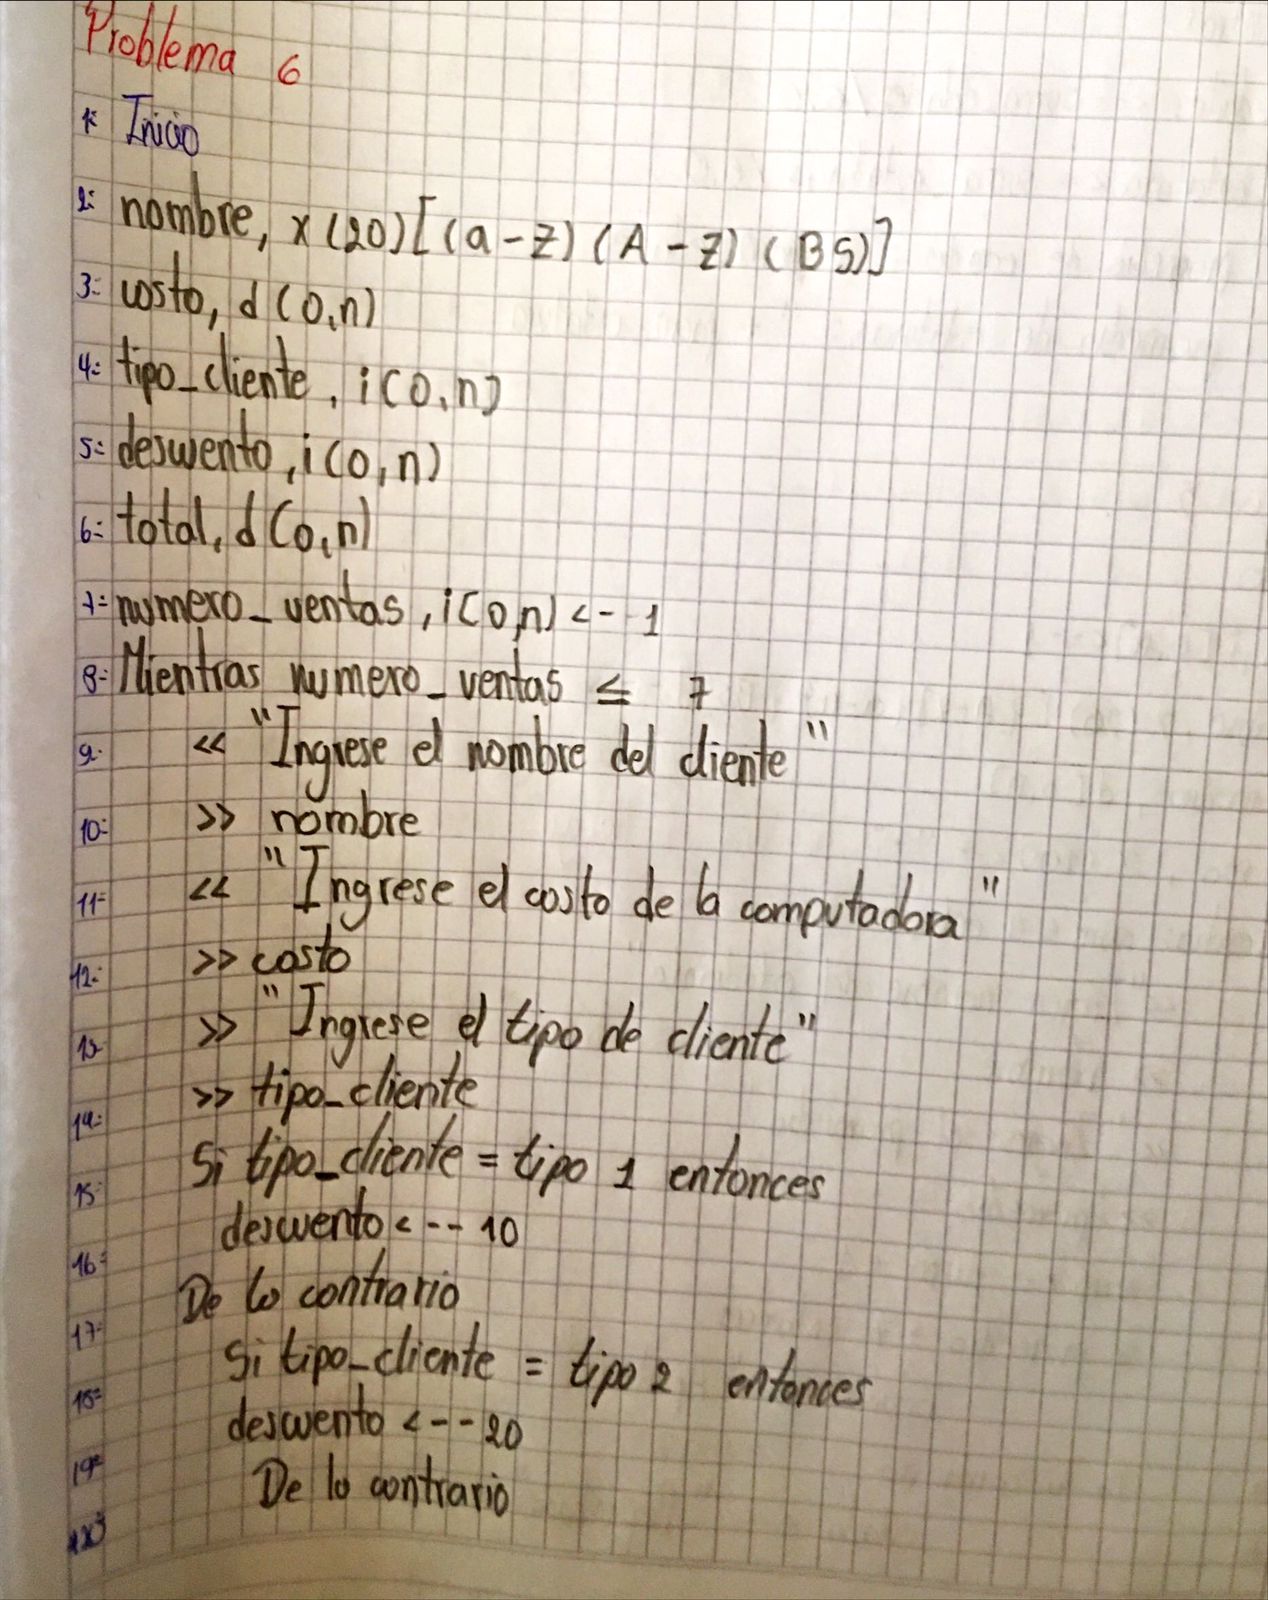 Problema 6
1= Inicio
2= nombre, x (20) [(a-z) (A-Z) (BS)]
3= costo, d (0,n)
4= tipo_cliente, i (0,n)
5= descuento, i (0,n)
6= total, d (0,n)
7= numero_ventas, i (0,n) <-- 1
8= Mientras numero_ventas ≤ 7
9= << "Ingrese el nombre del cliente"
10= >> nombre
11= << "Ingrese el costo de la computadora"
12= >> costo
13= >> "Ingrese el tipo de cliente"
14= >> tipo_cliente
15= Si tipo_cliente = tipo 1 entonces
16= descuento <-- 10
17= De lo contrario
18= Si tipo_cliente = tipo 2 entonces
19= descuento <-- 20
20= De lo contrario